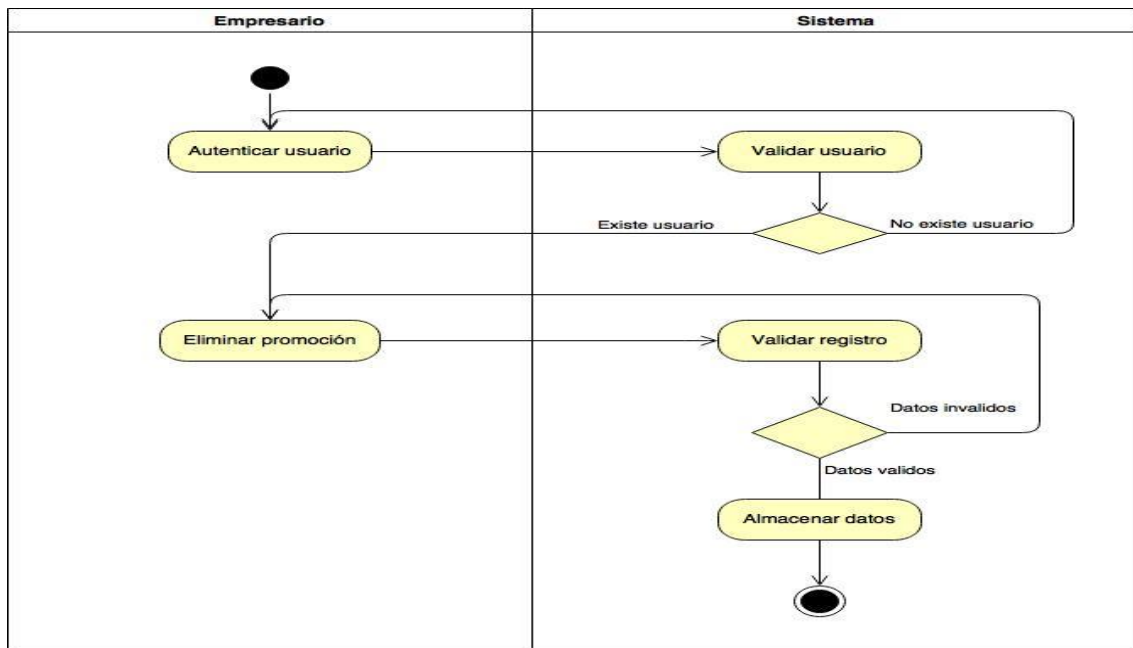 Empresario
Sistema
Autenticar usuario
Validar usuario
Existe usuario
No existe usuario
Eliminar promoción
Validar registro
Datos invalidos
Datos validos
Almacenar datos